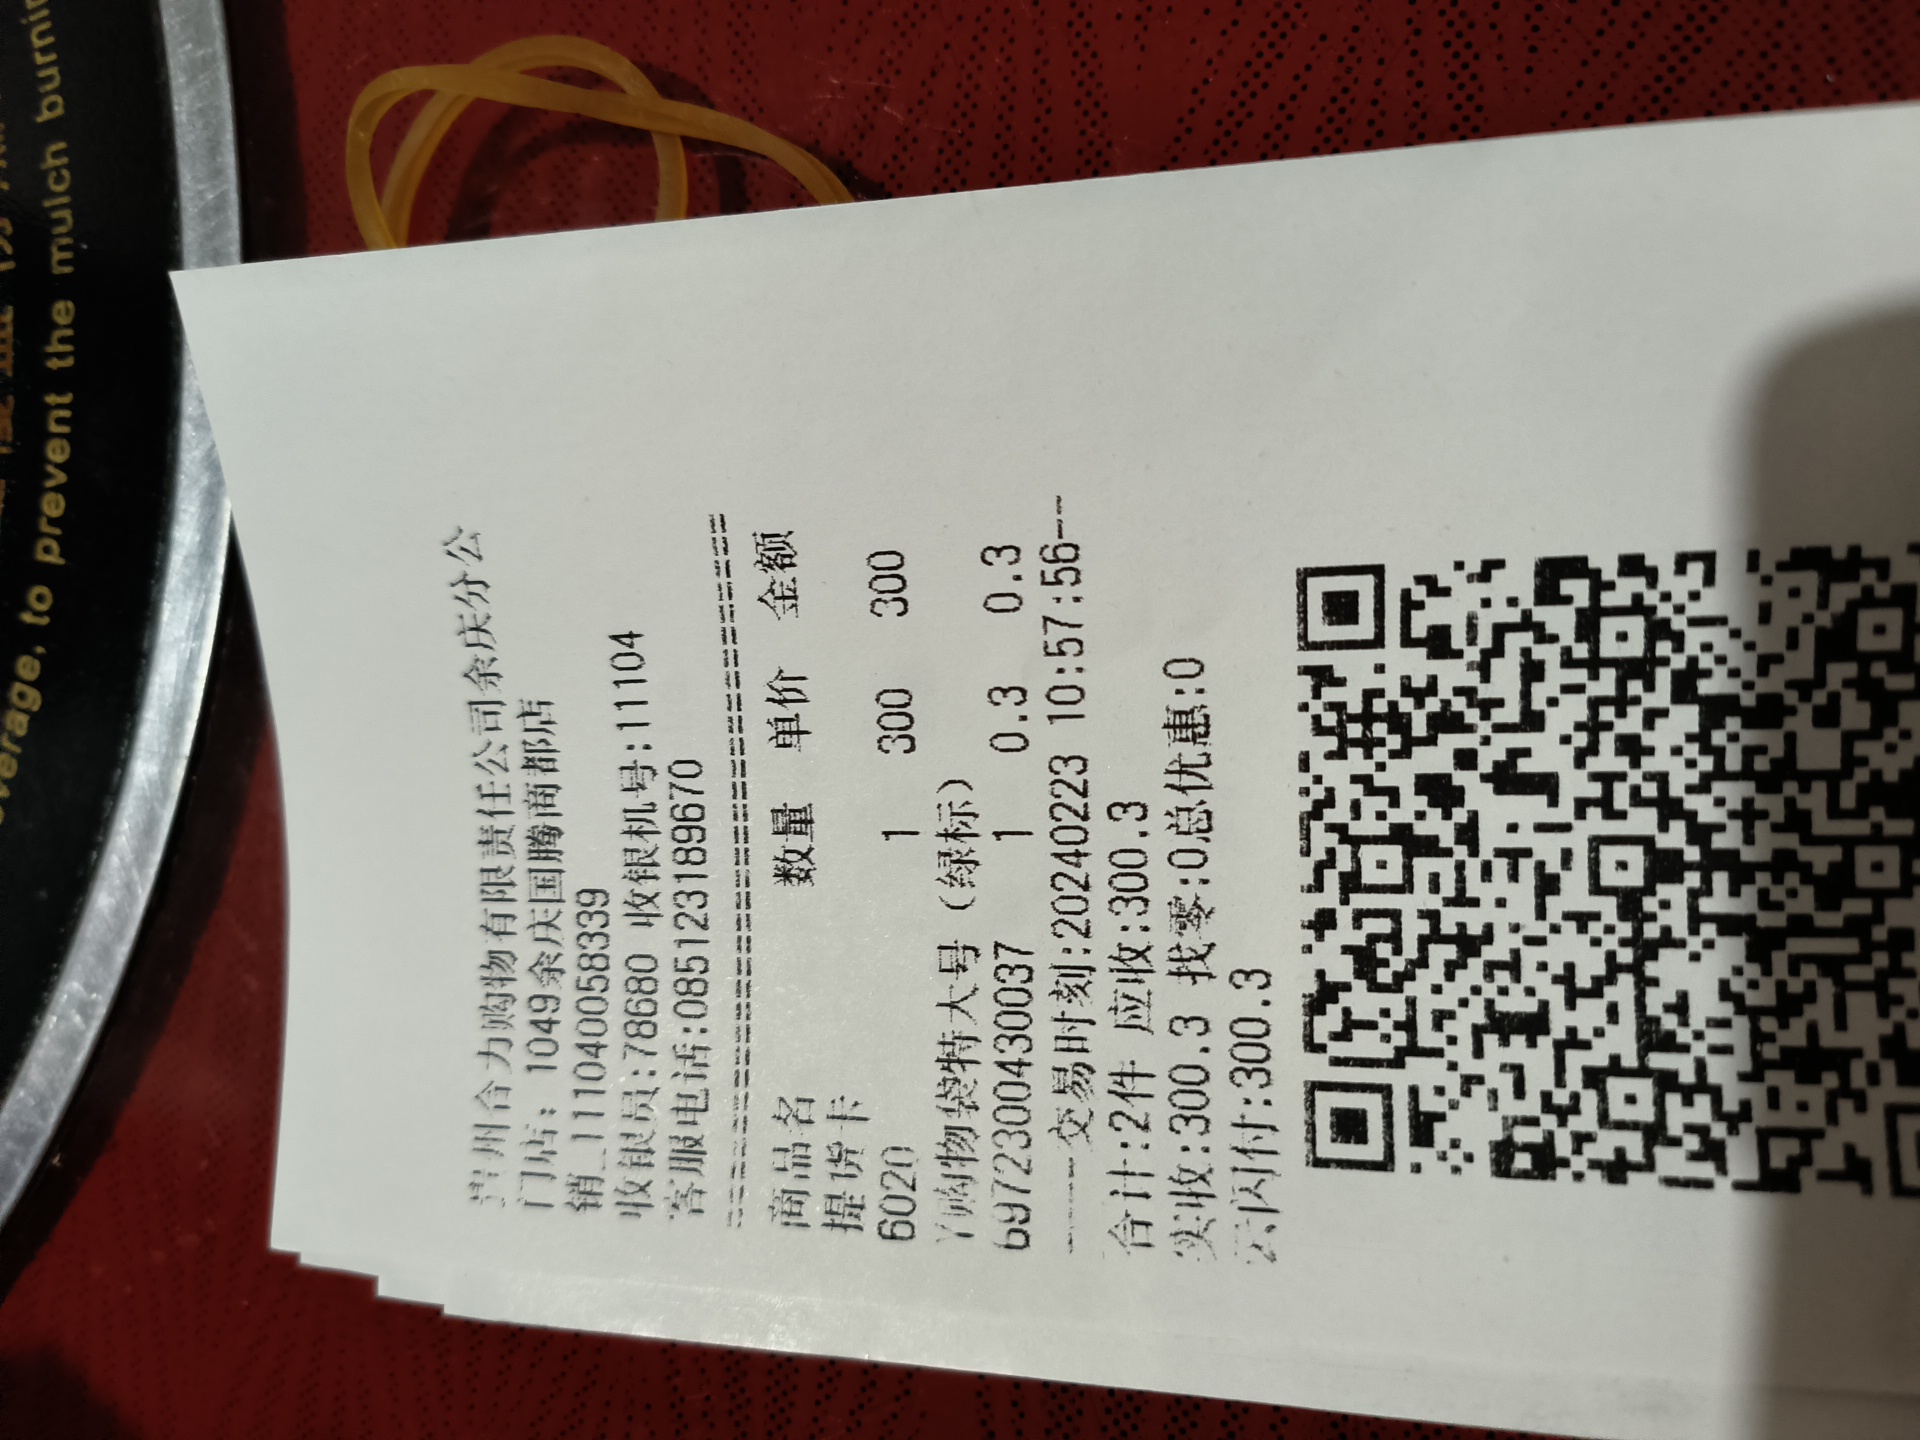 贵州合力购物有限责任公司余庆分公
门店: 1049余庆国腾商都店
销_111040058339
收银员:78680 收银机号:11104
客服电话:085123189670
商品名 数量 单价 金额
提货卡
6020 1 300 300
购物袋特大号(绿标)
6972300430037 1 0.3 0.3
----交易时刻:20240223 10:57:56--
合计:2件 应收:300.3
实收:300.3 找零:0总优惠:0
云闪付:300.3
overage, to prevent the mulch burnin